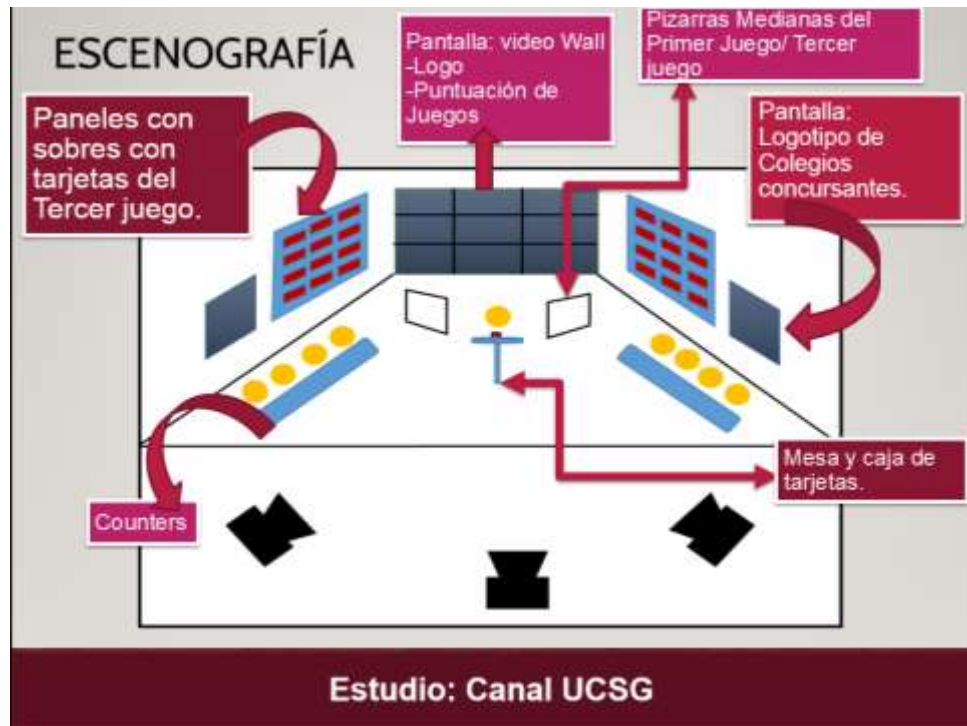 ESCENOGRAFÍA
Pantalla: video Wall
-Logo
-Puntuación de
Juegos
Pizarras Medianas del
Primer Juego/ Tercer
juego
Paneles con
sobres con
tarjetas del
Tercer juego.
Pantalla:
Logotipo de
Colegios
concursantes.
Mesa y caja de
tarjetas.
Counters
Estudio: Canal UCSG